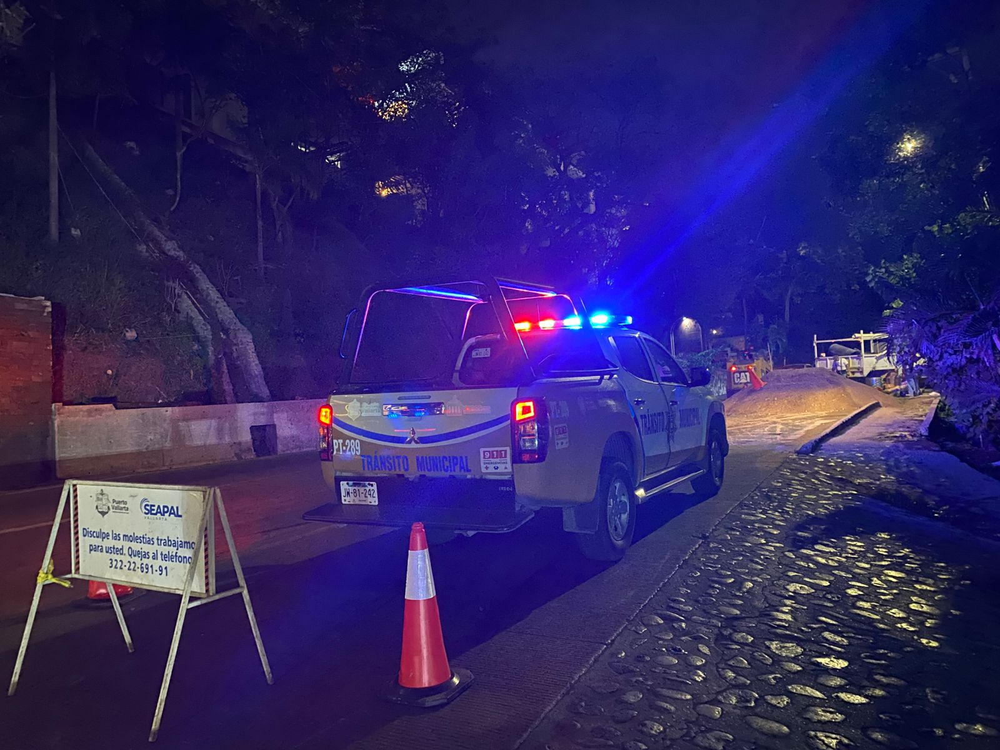 Puerto
Vallarta
SEAPAL
VALLARTA
Disculpe las molestias trabajamo
para usted. Quejas al teléfono
322-22-691-91
PT-289
TRÁNSITO MUNICIPAL
911
EMERGENCIAS
JW-81-242
TRÁNSITO MUNICIPAL
CAT